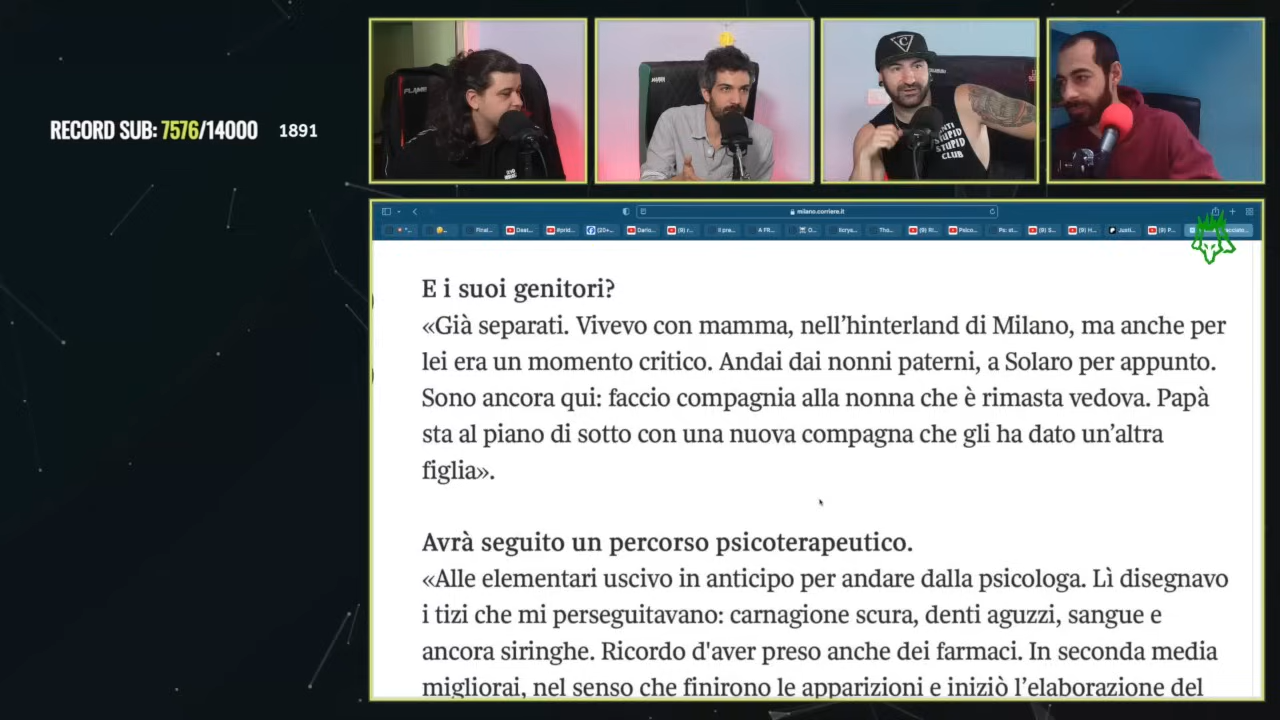 RECORD SUB: 7576/14000 1891
ANTI
STUPID
STUPID
CLUB
milano.corriere.it
E i suoi genitori?
«Già separati. Vivevo con mamma, nell’hinterland di Milano, ma anche per
lei era un momento critico. Andai dai nonni paterni, a Solaro per appunto.
Sono ancora qui: faccio compagnia alla nonna che è rimasta vedova. Papà
sta al piano di sotto con una nuova compagna che gli ha dato un’altra
figlia».
Avrà seguito un percorso psicoterapeutico.
«Alle elementari uscivo in anticipo per andare dalla psicologa. Lì disegnavo
i tizi che mi perseguitavano: carnagione scura, denti aguzzi, sangue e
ancora siringhe. Ricordo d'aver preso anche dei farmaci. In seconda media
migliorai, nel senso che finirono le apparizioni e iniziò l’elaborazione del